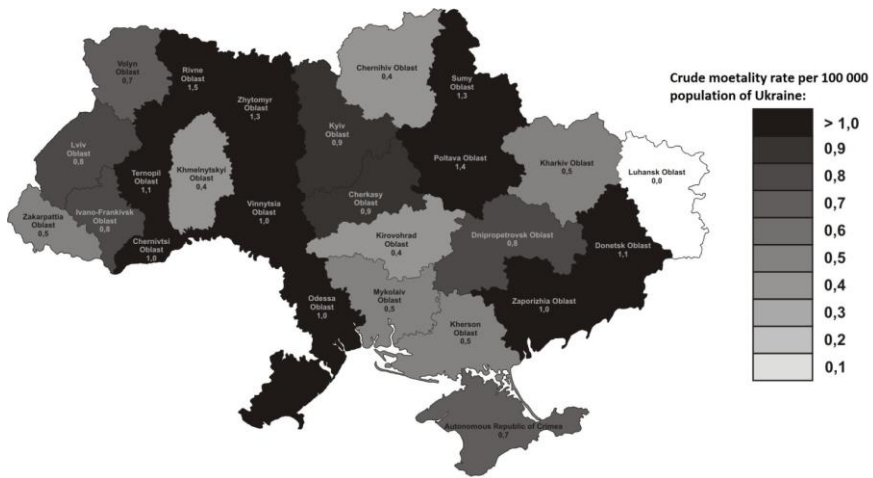 Crude moetality rate per 100 000
population of Ukraine:
> 1,0
0,9
0,8
0,7
0,6
0,5
0,4
0,3
0,2
0,1
Volyn
Oblast
0,7
Rivne
Oblast
1,5
Zhytomyr
Oblast
1,3
Chernihiv Oblast
0,4
Sumy
Oblast
1,3
Kyiv
Oblast
0,9
Lviv
Oblast
0,8
Ternopil
Oblast
1,1
Khmelnytskyi
Oblast
0,4
Poltava Oblast
1,4
Kharkiv Oblast
0,5
Luhansk Oblast
0,0
Cherkasy
Oblast
0,9
Vinnytsia
Oblast
1,0
Zakarpattia
Oblast
0,5
Ivano-Frankivsk
Oblast
0,8
Chernivtsi
Oblast
1,0
Kirovohrad
Oblast
0,4
Dnipropetrovsk Oblast
0,8
Donetsk Oblast
1,1
Odessa
Oblast
1,0
Mykolaiv
Oblast
0,5
Zaporizhia Oblast
1,0
Kherson
Oblast
0,5
Autonomous Republic of Crimea
0,7